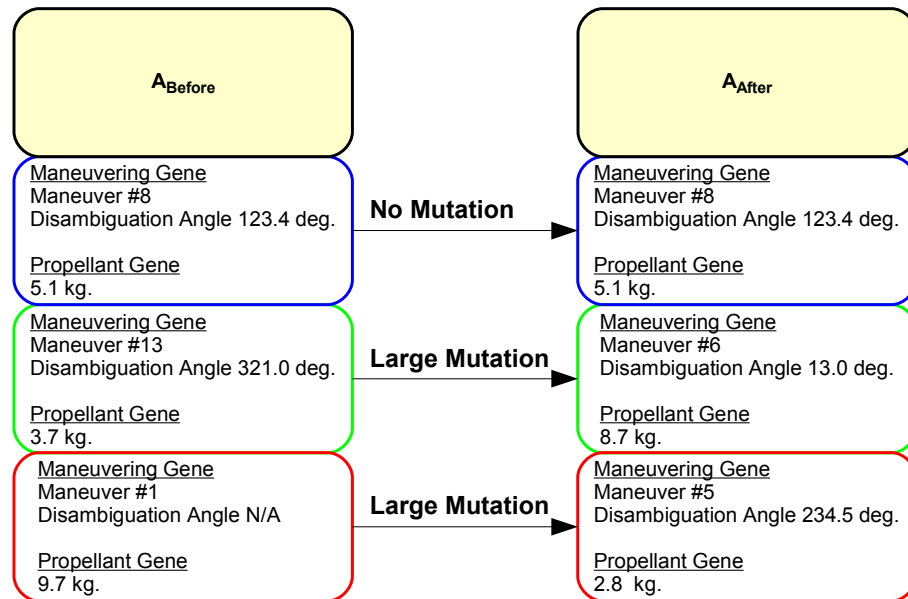 A_Before
A_After
Maneuvering Gene
Maneuver #8
Disambiguation Angle 123.4 deg.
Propellant Gene
5.1 kg.
No Mutation
Maneuvering Gene
Maneuver #8
Disambiguation Angle 123.4 deg.
Propellant Gene
5.1 kg.
Maneuvering Gene
Maneuver #13
Disambiguation Angle 321.0 deg.
Propellant Gene
3.7 kg.
Large Mutation
Maneuvering Gene
Maneuver #6
Disambiguation Angle 13.0 deg.
Propellant Gene
8.7 kg.
Maneuvering Gene
Maneuver #1
Disambiguation Angle N/A
Propellant Gene
9.7 kg.
Large Mutation
Maneuvering Gene
Maneuver #5
Disambiguation Angle 234.5 deg.
Propellant Gene
2.8 kg.